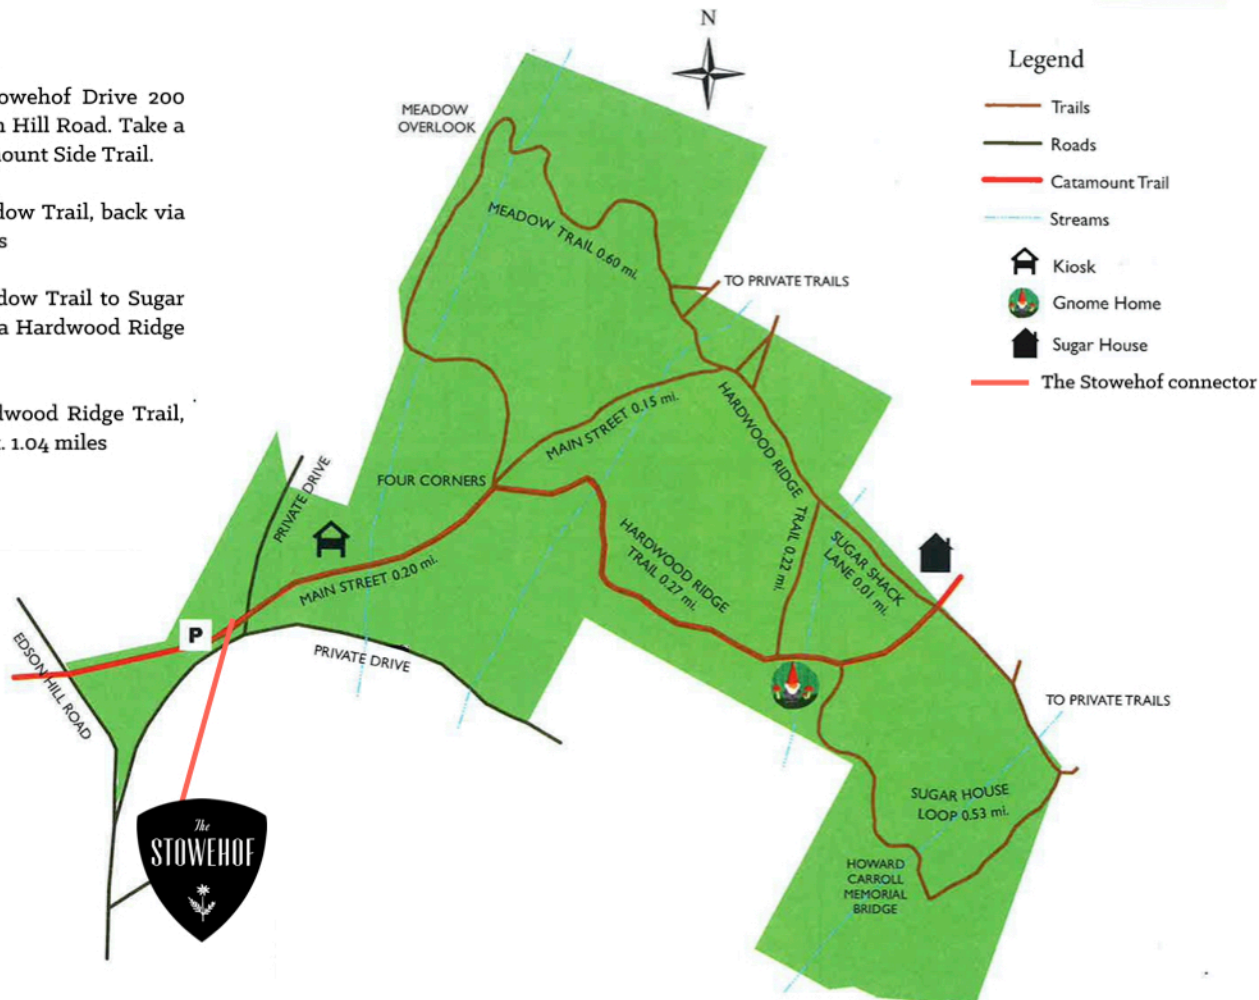 owehof Drive 200
n Hill Road. Take a
ount Side Trail.
dow Trail, back via
s
dow Trail to Sugar
a Hardwood Ridge
dwood Ridge Trail,
. 1.04 miles
N
Legend
Trails
Roads
Catamount Trail
Streams
Kiosk
Gnome Home
Sugar House
The Stowehof connector
MEADOW
OVERLOOK
MEADOW TRAIL 0.60 mi.
TO PRIVATE TRAILS
MAIN STREET 0.15 mi.
HARDWOOD RIDGE
TRAIL 0.22 mi.
FOUR CORNERS
PRIVATE DRIVE
MAIN STREET 0.20 mi.
HARDWOOD RIDGE
TRAIL 0.27 mi.
SUGAR SHACK
LANE 0.01 mi.
P
EDSON HILL ROAD
PRIVATE DRIVE
TO PRIVATE TRAILS
SUGAR HOUSE
LOOP 0.53 mi.
HOWARD
CARROLL
MEMORIAL
BRIDGE
The
STOWEHOF